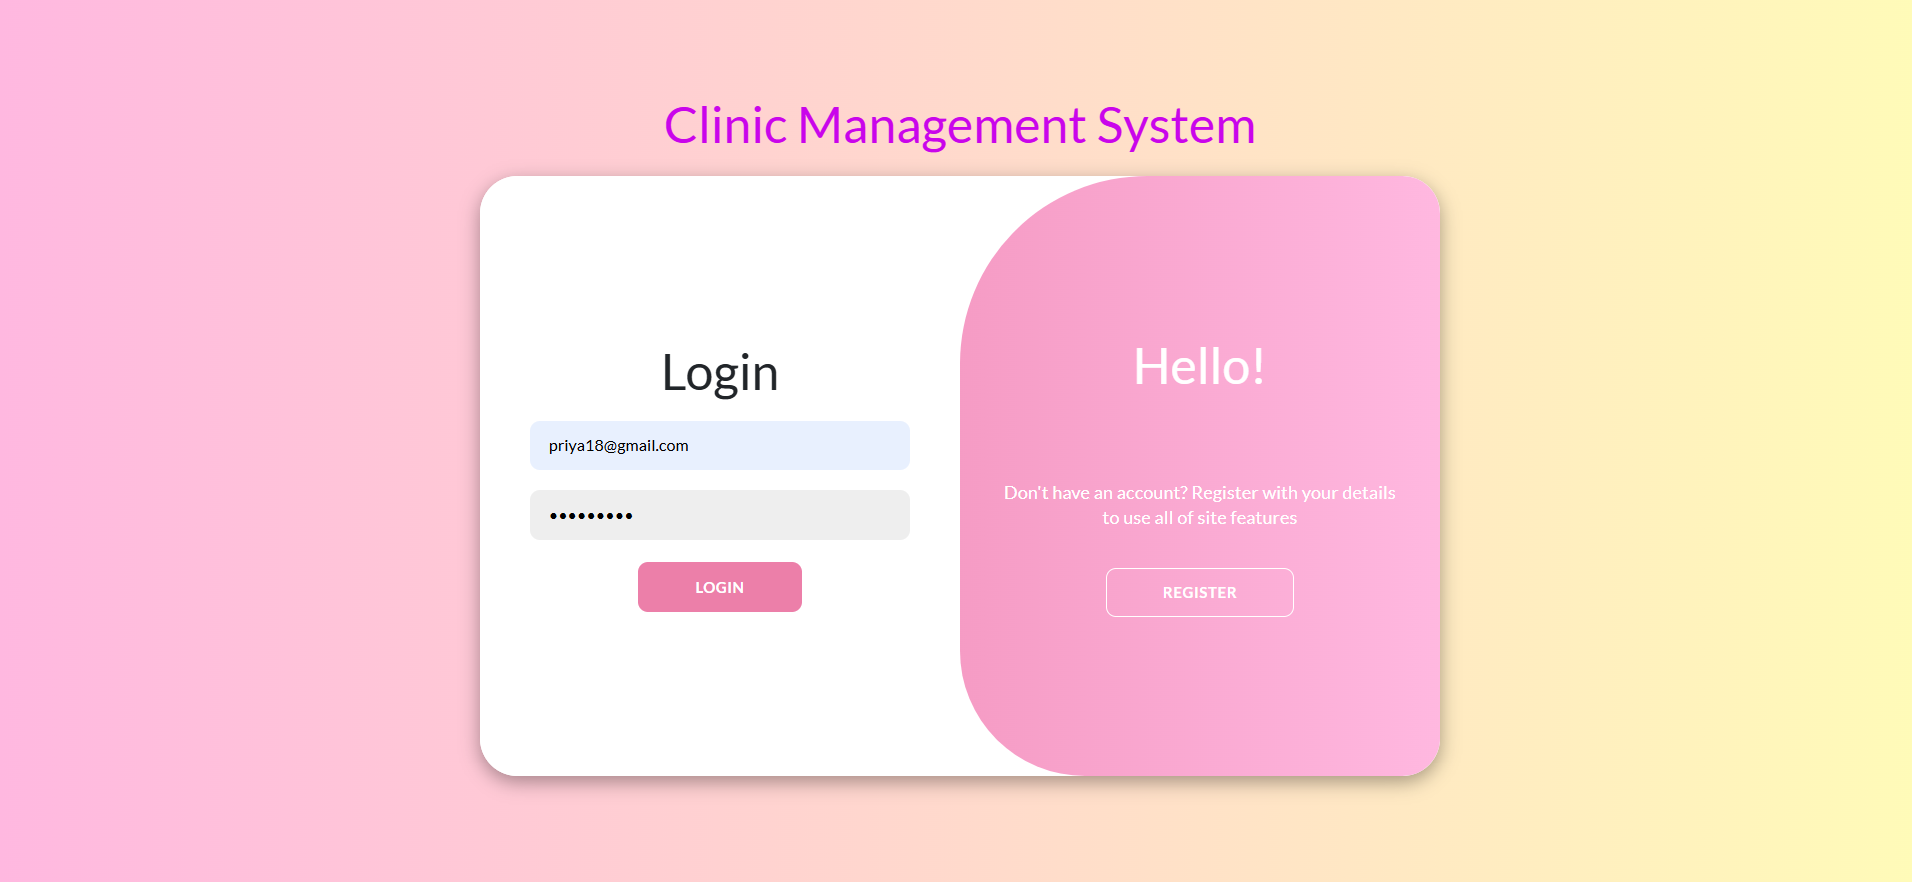 Clinic Management System
Login
priya18@gmail.com
•••••••••
LOGIN
Hello!
Don't have an account? Register with your details
to use all of site features
REGISTER